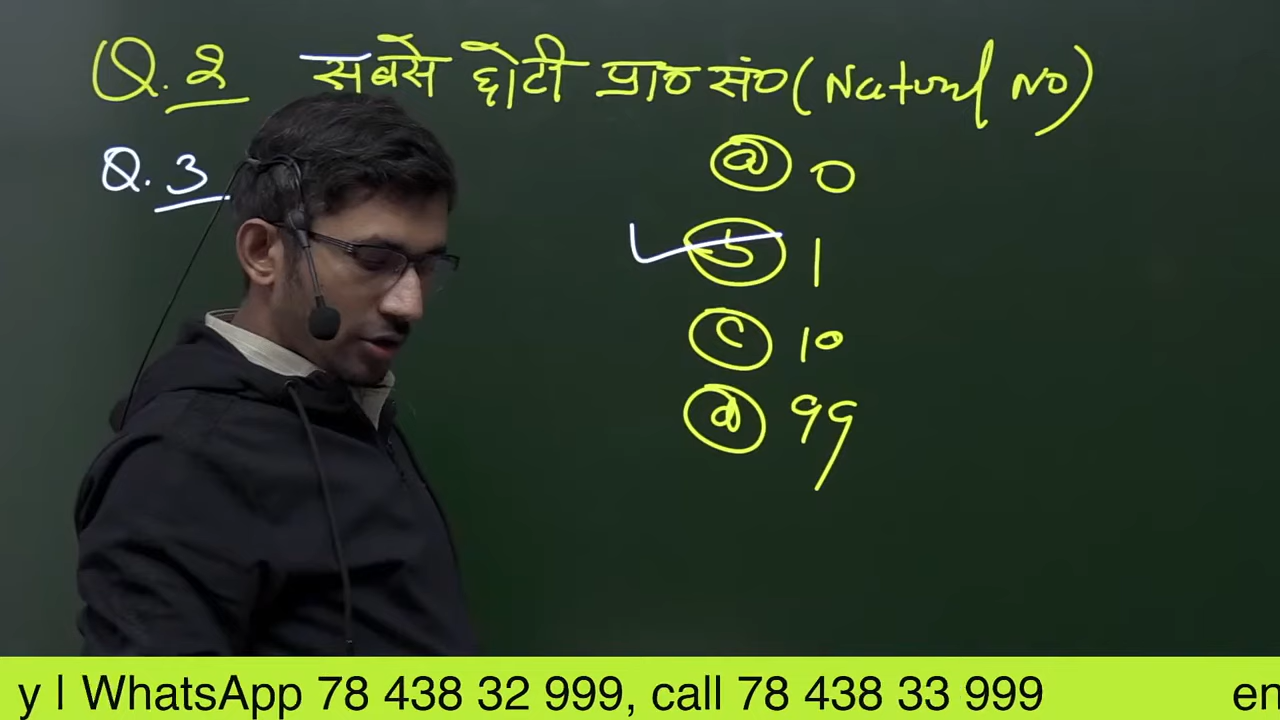 Q. 2 सबसे छोटी प्रा० सं० (Natural No)
Q. 3
(a) 0
(b) 1
(c) 10
(d) 99
y I WhatsApp 78 438 32 999, call 78 438 33 999 en